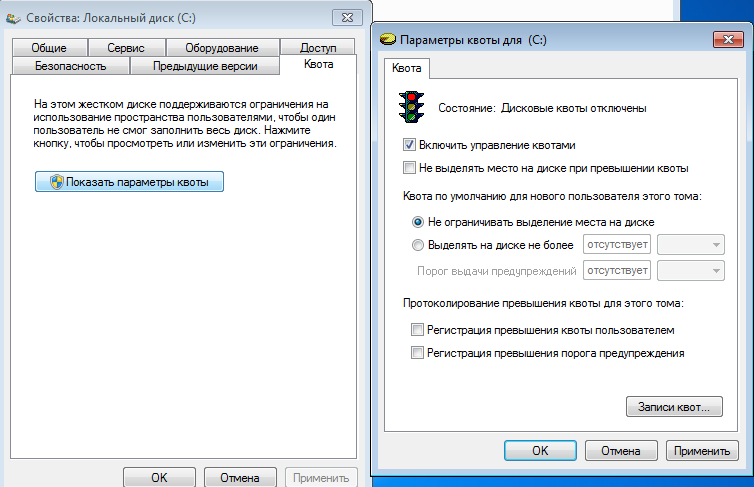 Свойства: Локальный диск (C:)
Общие
Сервис
Оборудование
Доступ
Безопасность
Предыдущие версии
Квота
На этом жестком диске поддерживаются ограничения на
использование пространства пользователями, чтобы один
пользователь не смог заполнить весь диск. Нажмите
кнопку, чтобы просмотреть или изменить эти ограничения.
Показать параметры квоты
OK
Отмена
Применить
Параметры квоты для (C:)
Квота
Состояние: Дисковые квоты отключены
Включить управление квотами
Не выделять место на диске при превышении квоты
Квота по умолчанию для нового пользователя этого тома:
Не ограничивать выделение места на диске
Выделять на диске не более отсутствует
Порог выдачи предупреждений отсутствует
Протоколирование превышения квоты для этого тома:
Регистрация превышения квоты пользователем
Регистрация превышения порога предупреждения
Записи квот...
OK
Отмена
Применить